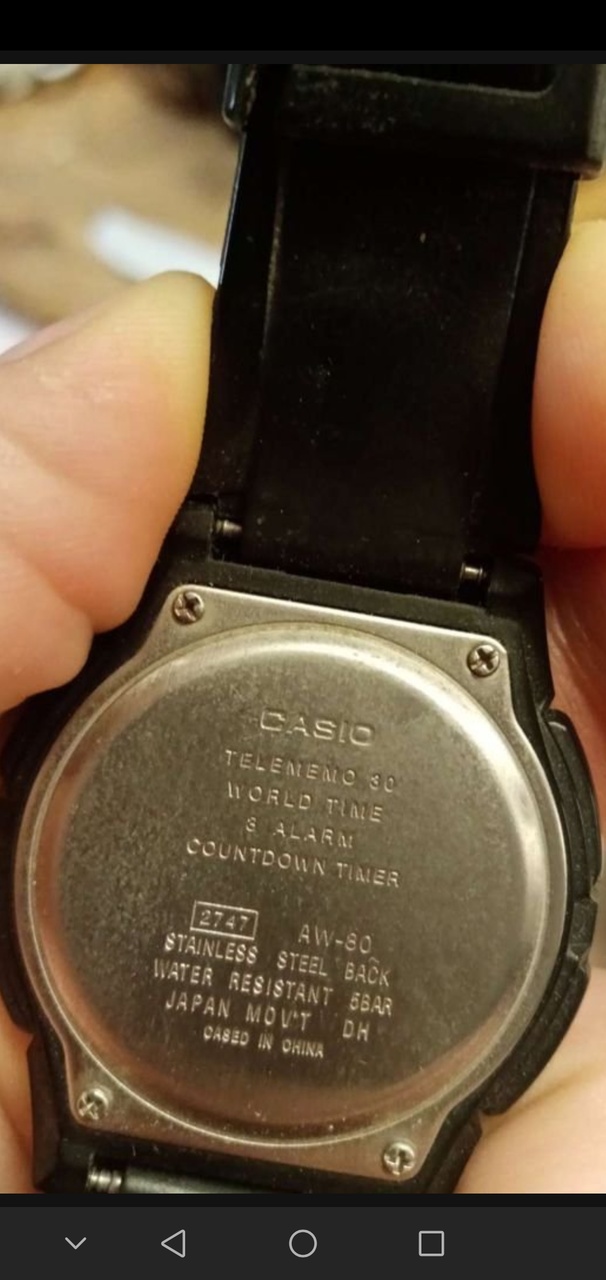 CASIO
TELEMEMO 30
WORLD TIME
3 ALARM
COUNTDOWN TIMER
2747 AW-80
STAINLESS STEEL BACK
WATER RESISTANT 5BAR
JAPAN MOV'T DH
CASED IN CHINA